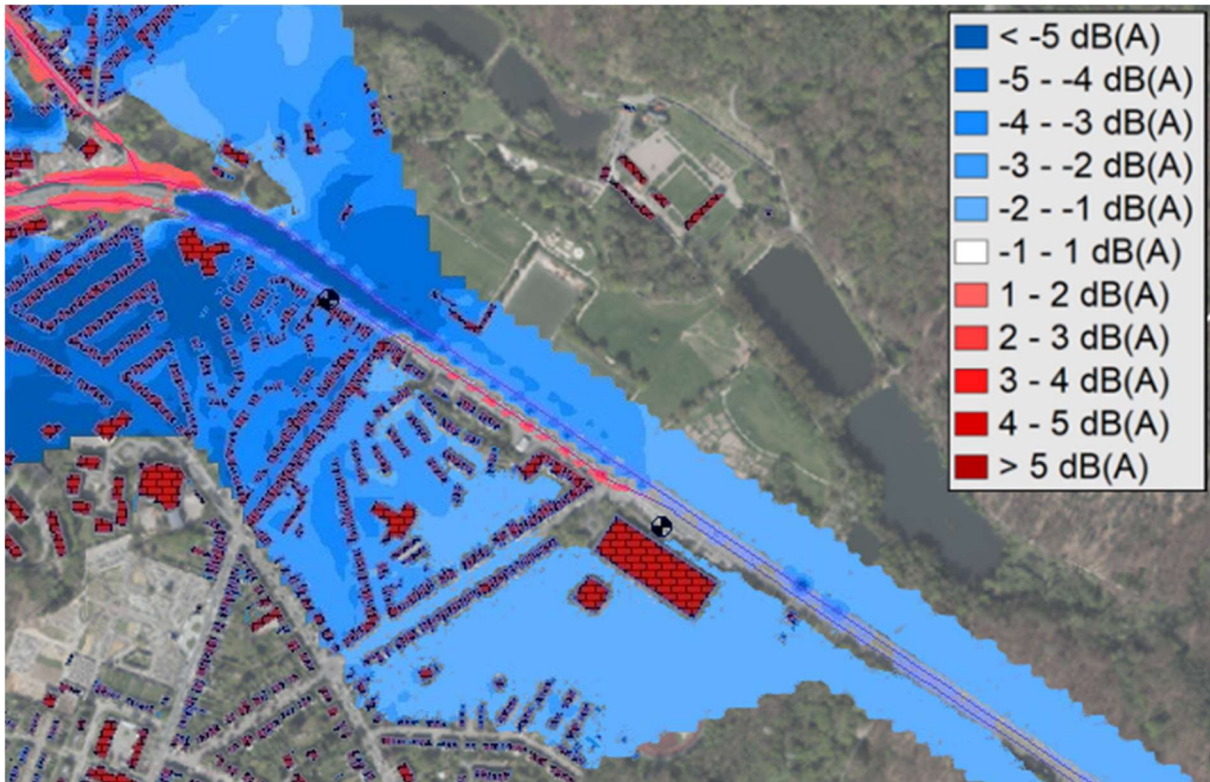 < -5 dB(A)
-5 - -4 dB(A)
-4 - -3 dB(A)
-3 - -2 dB(A)
-2 - -1 dB(A)
-1 - 1 dB(A)
1 - 2 dB(A)
2 - 3 dB(A)
3 - 4 dB(A)
4 - 5 dB(A)
> 5 dB(A)